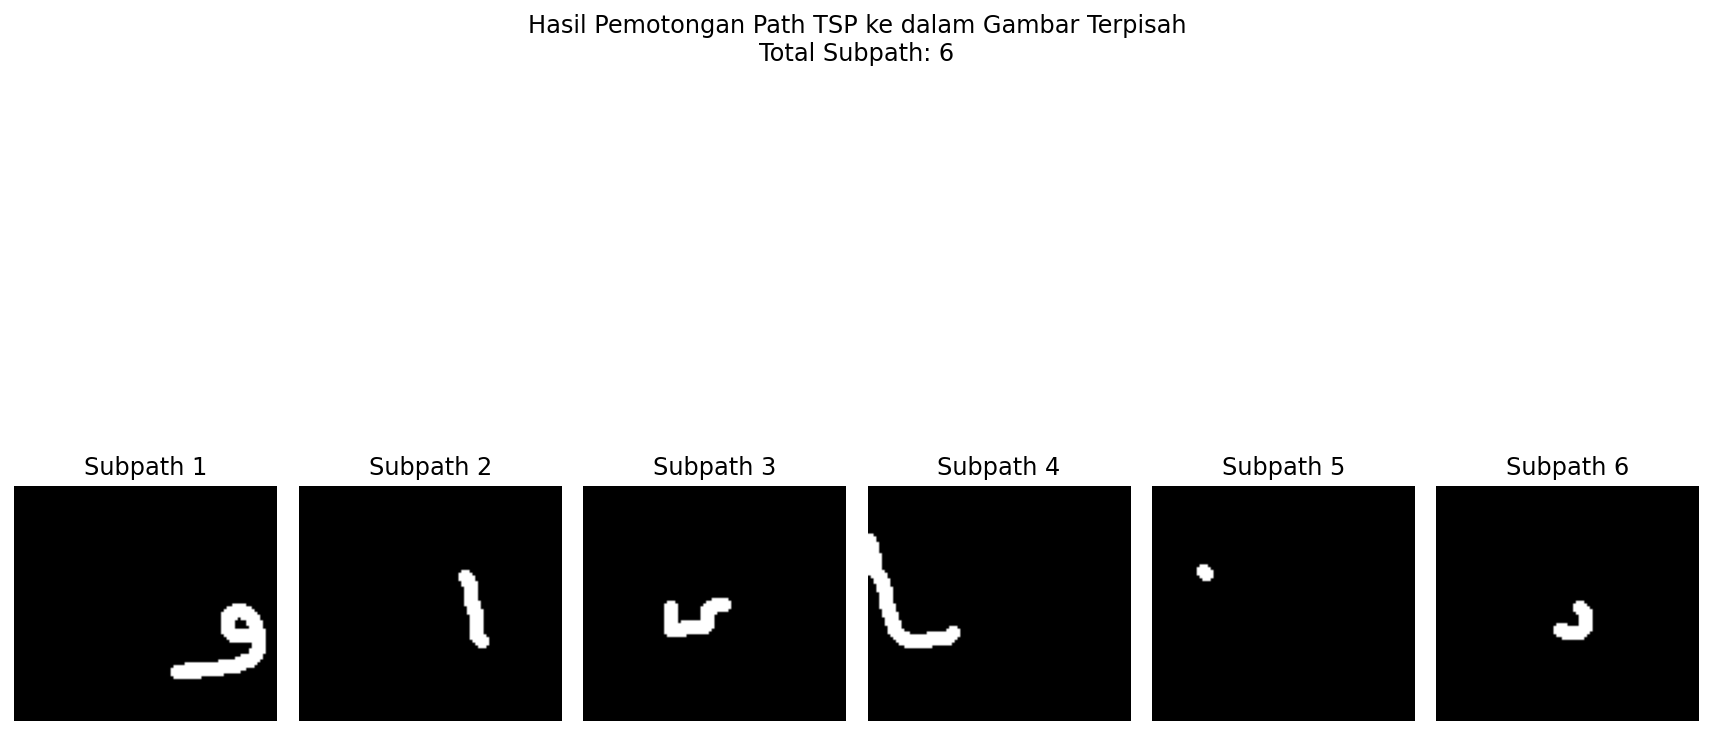 Hasil Pemotongan Path TSP ke dalam Gambar Terpisah
Total Subpath: 6
Subpath 1 Subpath 2 Subpath 3 Subpath 4 Subpath 5 Subpath 6
و ا د